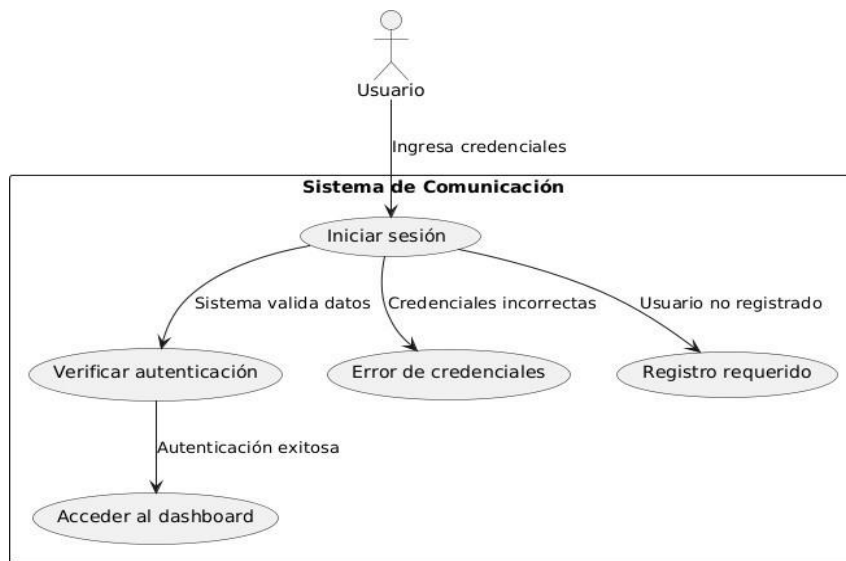 Usuario
Ingresa credenciales
Sistema de Comunicación
Iniciar sesión
Sistema valida datos
Credenciales incorrectas
Usuario no registrado
Verificar autenticación
Error de credenciales
Registro requerido
Autenticación exitosa
Acceder al dashboard